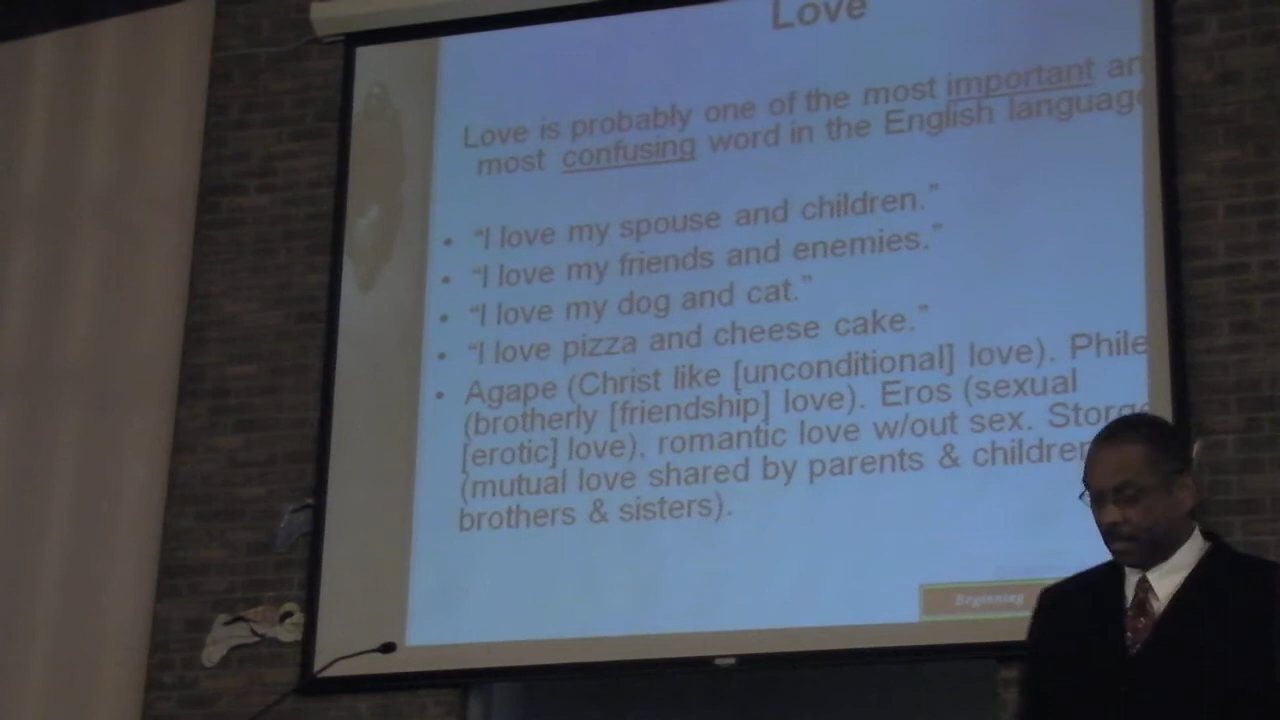 Love
Love is probably one of the most important an
most confusing word in the English language
• “I love my spouse and children.”
• “I love my friends and enemies.”
• “I love my dog and cat.”
• “I love pizza and cheese cake.”
• Agape (Christ like [unconditional] love). Phile
(brotherly [friendship] love). Eros (sexual
[erotic] love), romantic love w/out sex. Storge
(mutual love shared by parents & children
brothers & sisters).
Beginning